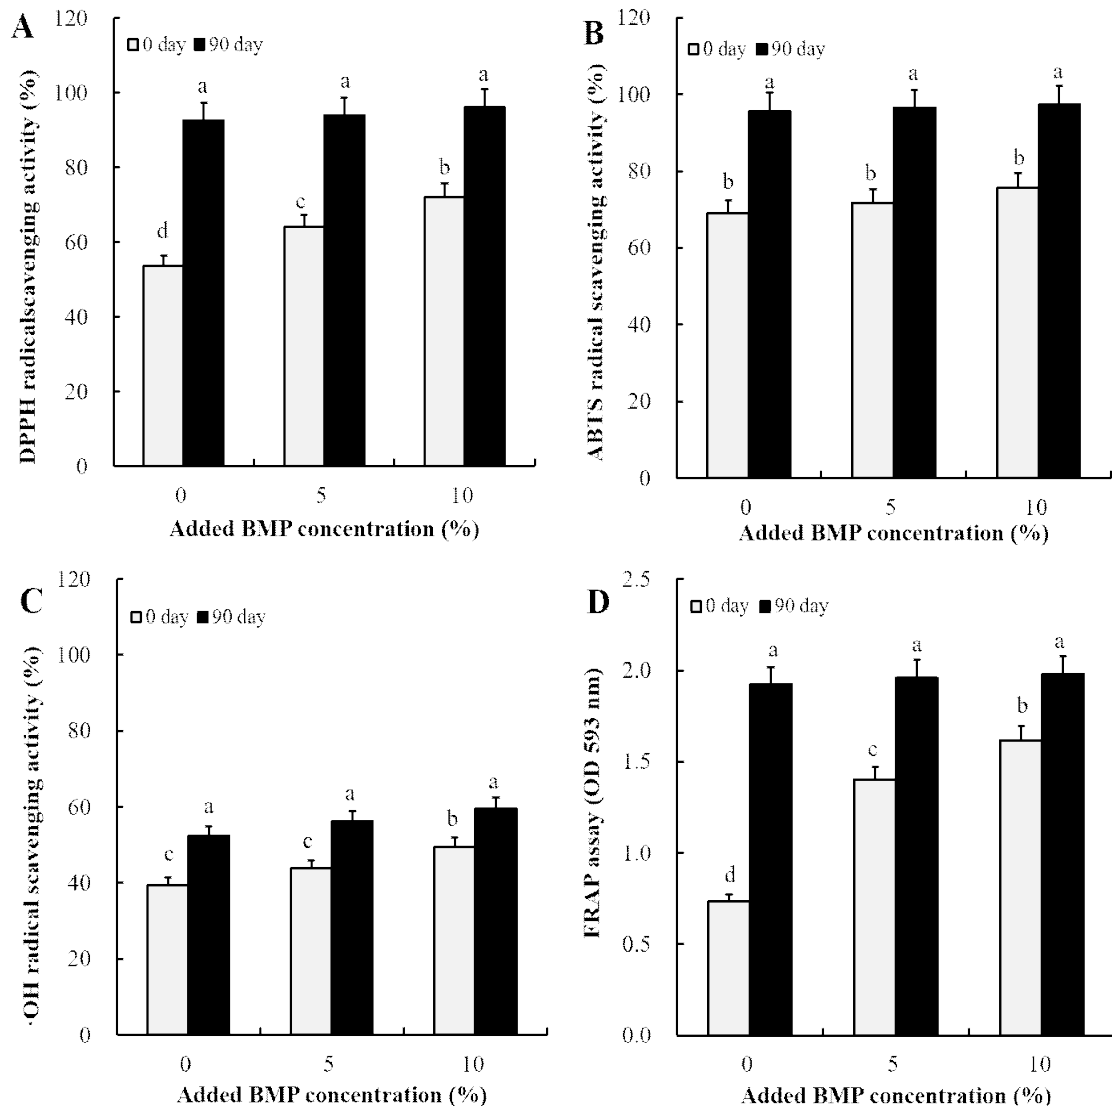 A
120
100
80
60
40
20
0
0 day 90 day
DPPH radicalscavenging activity (%)
d
a
c
a
b
a
0 5 10
Added BMP concentration (%)
B
120
100
80
60
40
20
0
0 day 90 day
ABTS radical scavenging activity (%)
b
a
b
a
b
a
0 5 10
Added BMP concentration (%)
C
120
100
80
60
40
20
0
0 day 90 day
·OH radical scavenging activity (%)
c
a
c
a
b
a
0 5 10
Added BMP concentration (%)
D
2.5
2.0
1.5
1.0
0.5
0.0
0 day 90 day
FRAP assay (OD 593 nm)
d
a
c
a
b
a
0 5 10
Added BMP concentration (%)